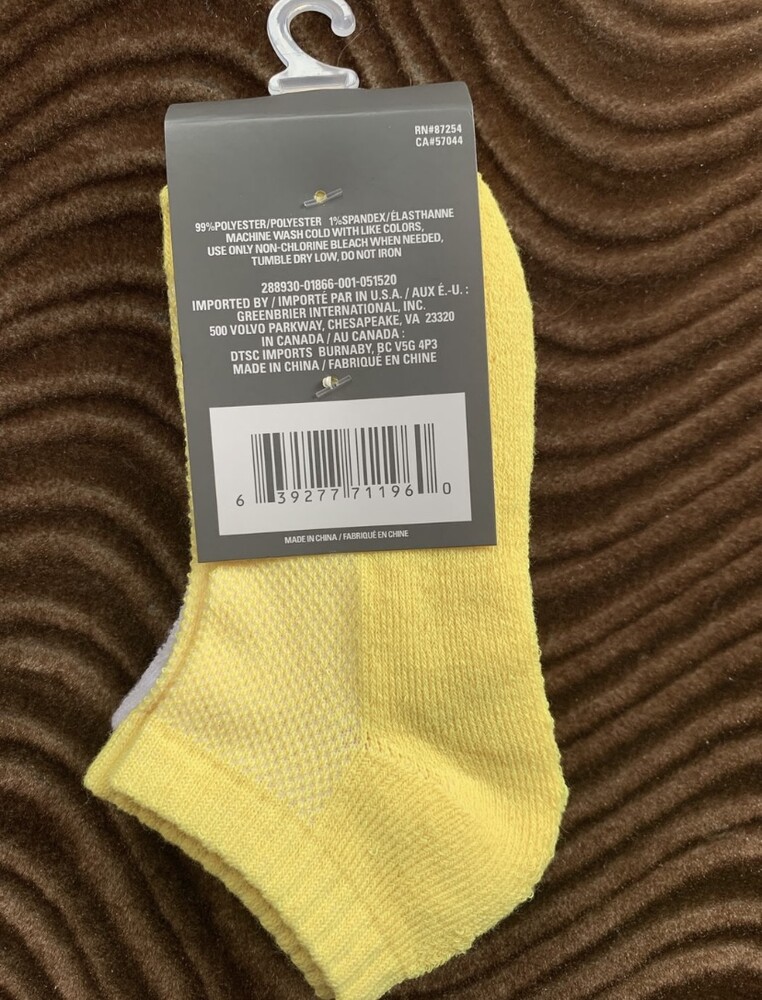 RN#87254
CA#57044
99%POLYESTER/POLYESTER 1%SPANDEX/ÉLASTHANNE
MACHINE WASH COLD WITH LIKE COLORS,
USE ONLY NON-CHLORINE BLEACH WHEN NEEDED,
TUMBLE DRY LOW, DO NOT IRON
288930-01866-001-051520
IMPORTED BY / IMPORTÉ PAR IN U.S.A. / AUX É.-U. :
GREENBRIER INTERNATIONAL, INC.
500 VOLVO PARKWAY, CHESAPEAKE, VA 23320
IN CANADA / AU CANADA :
DTSC IMPORTS BURNABY, BC V5G 4P3
MADE IN CHINA / FABRIQUÉ EN CHINE
6 39277 71196 0
MADE IN CHINA / FABRIQUÉ EN CHINE